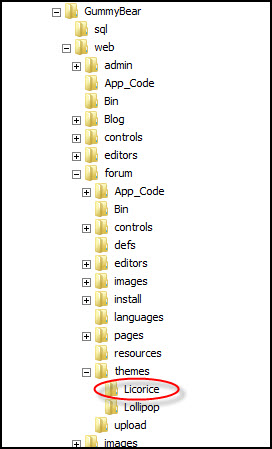 GummyBear
sql
web
admin
App_Code
Bin
Blog
controls
editors
forum
App_Code
Bin
controls
defs
editors
images
install
languages
pages
resources
themes
Licorice
Lollipop
upload
images